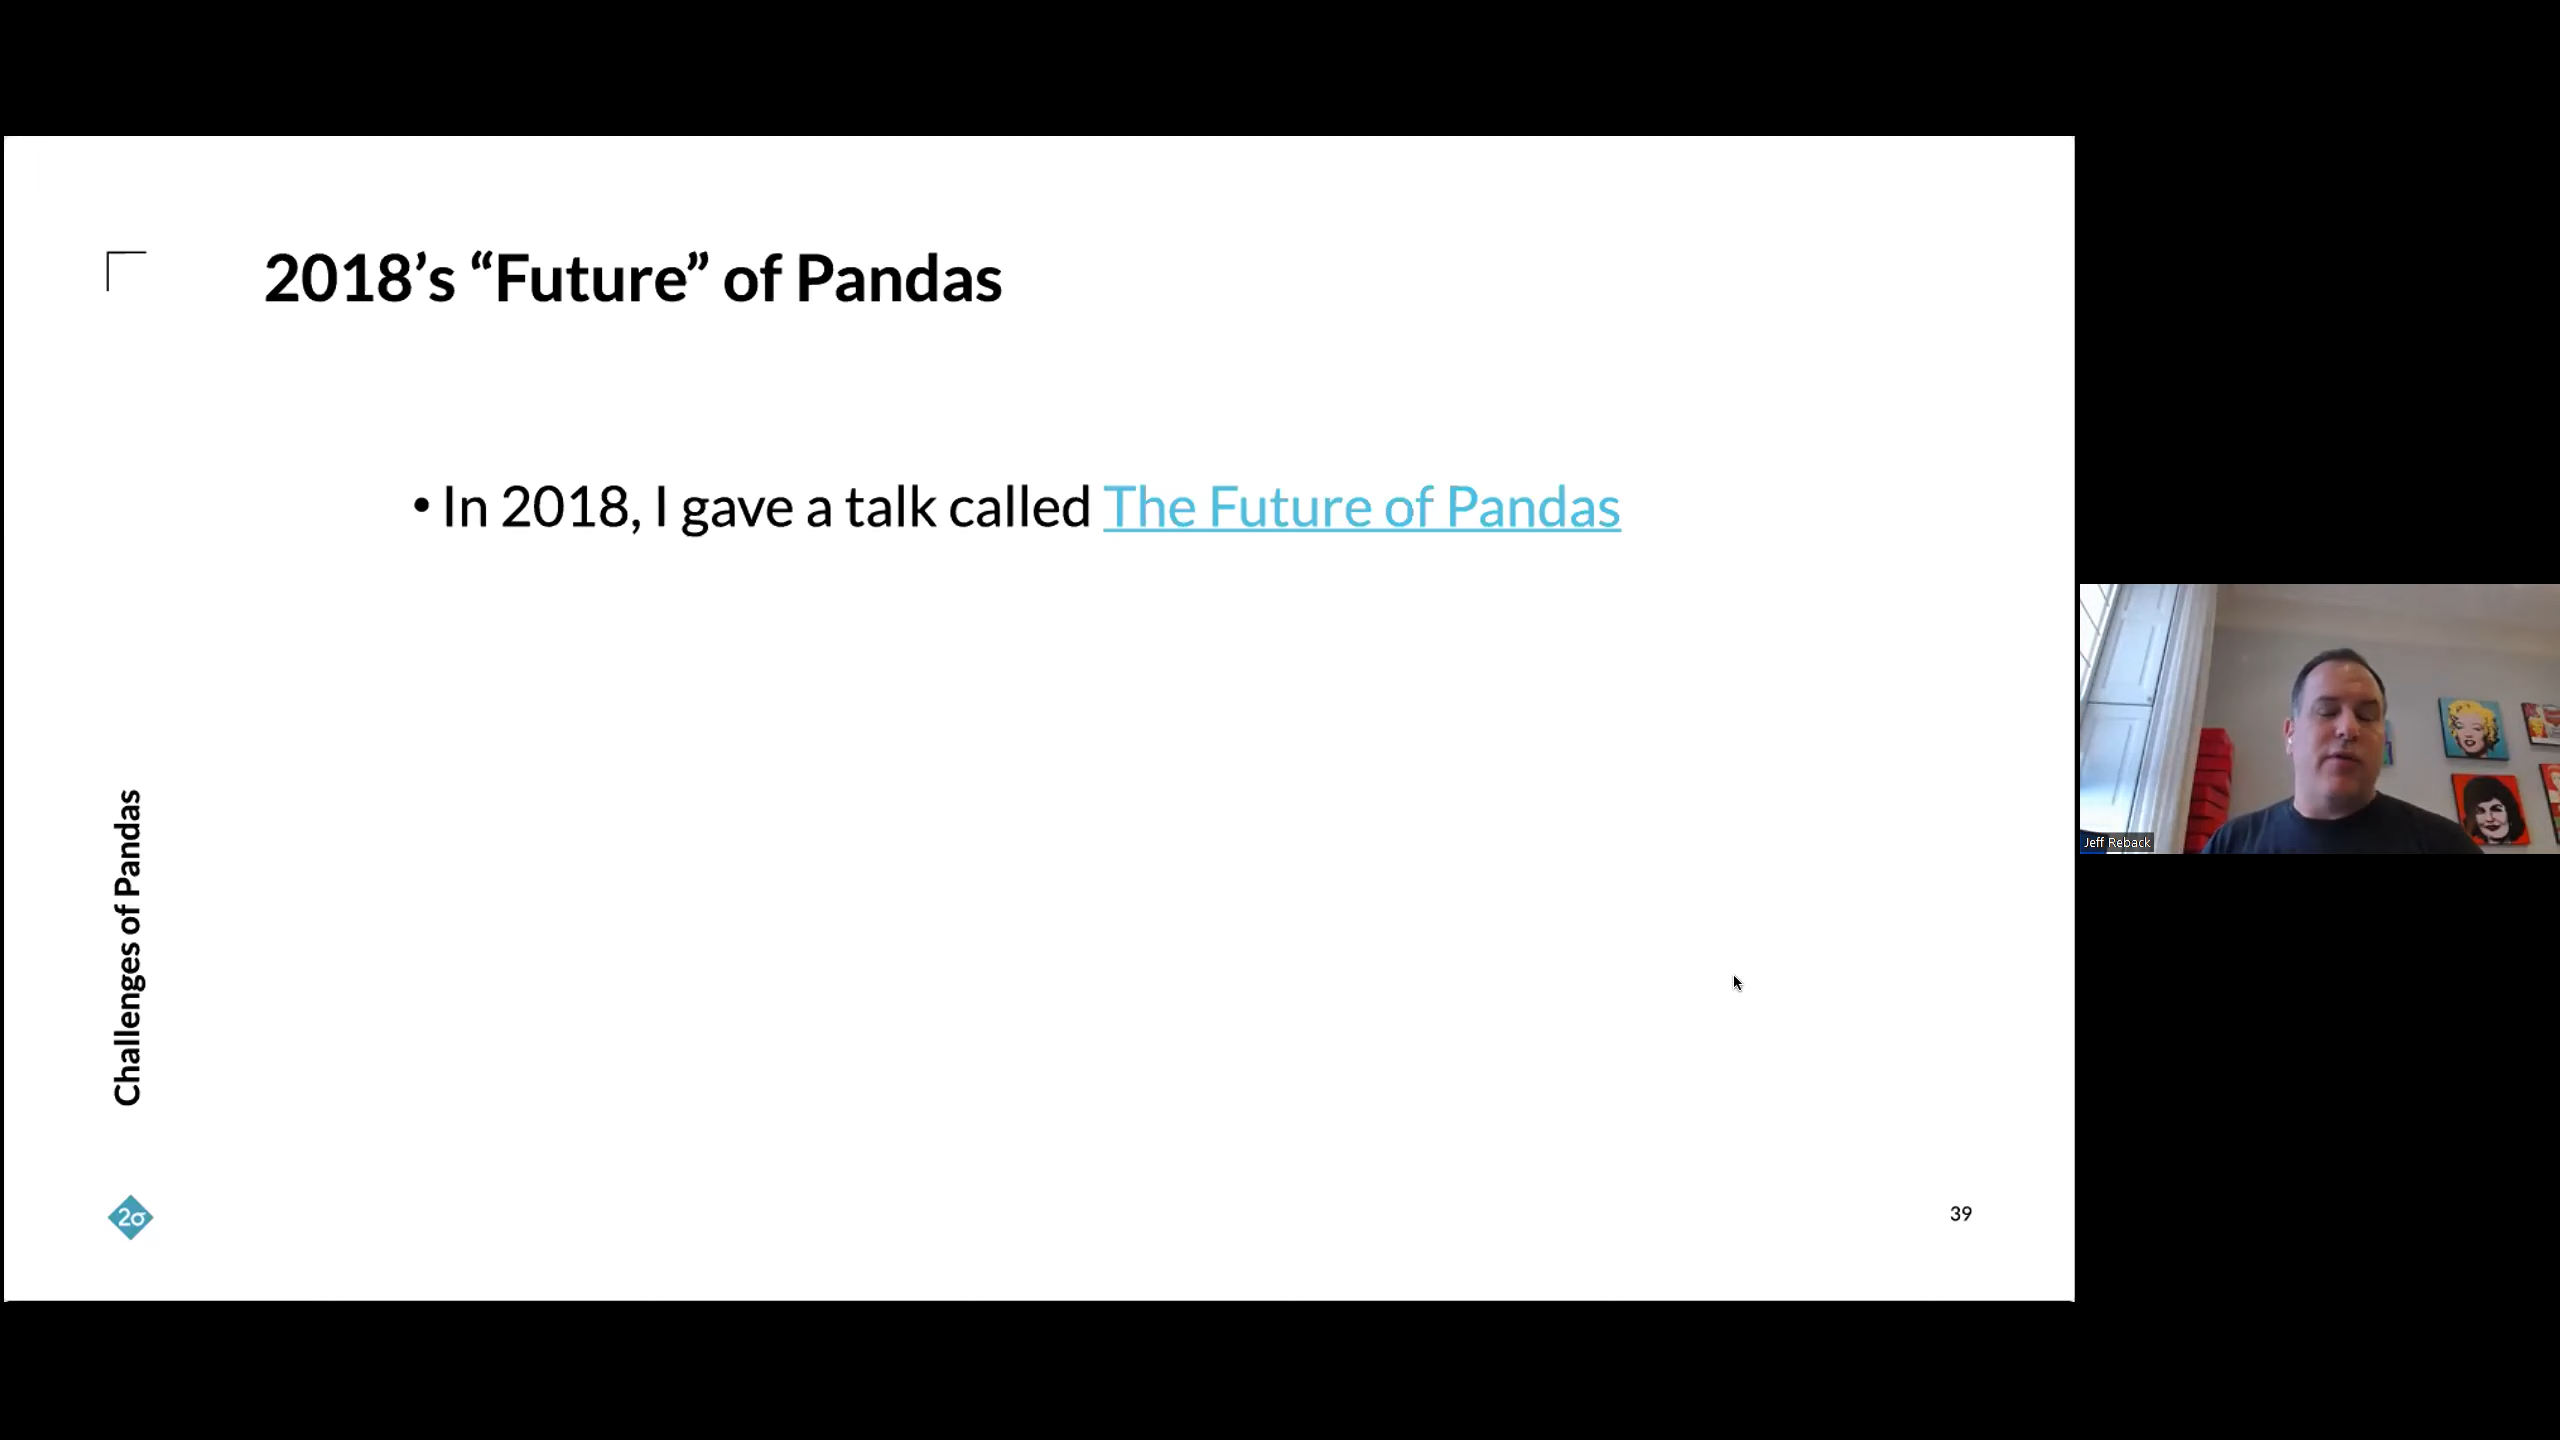 2018’s “Future” of Pandas
• In 2018, I gave a talk called The Future of Pandas
Challenges of Pandas
2σ
39
Jeff Reback